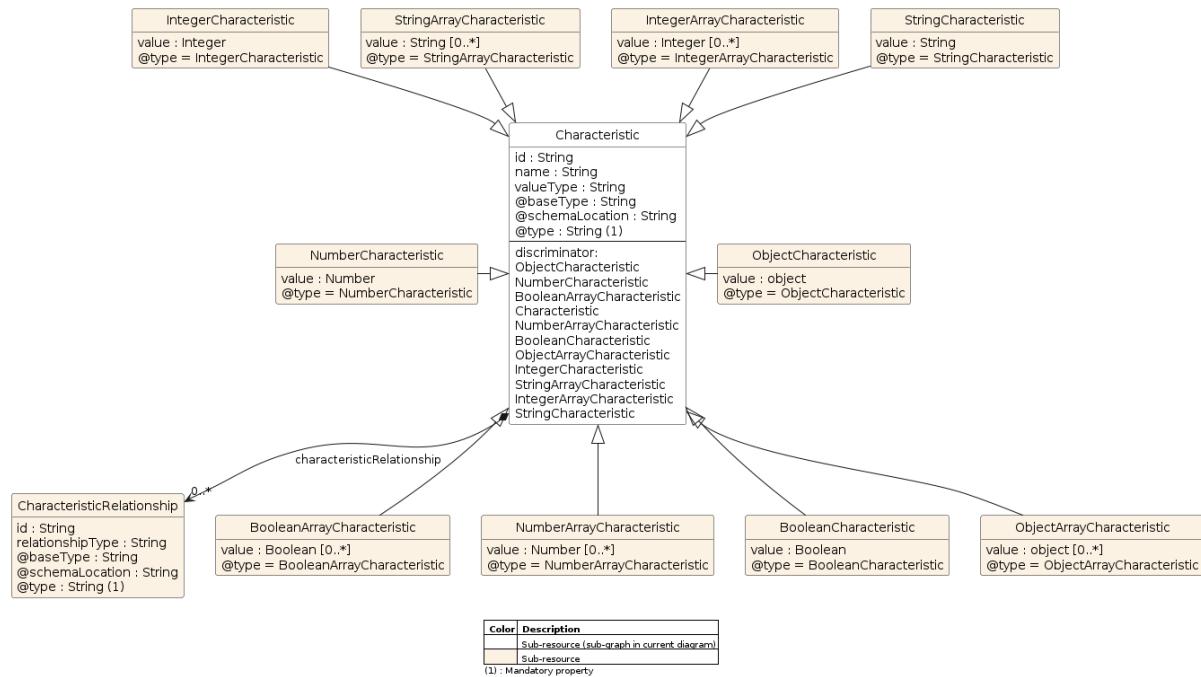 IntegerCharacteristic
value : Integer
@type = IntegerCharacteristic
StringArrayCharacteristic
value : String [0..*]
@type = StringArrayCharacteristic
IntegerArrayCharacteristic
value : Integer [0..*]
@type = IntegerArrayCharacteristic
StringCharacteristic
value : String
@type = StringCharacteristic
Characteristic
id : String
name : String
valueType : String
@baseType : String
@schemaLocation : String
@type : String (1)
discriminator:
ObjectCharacteristic
NumberCharacteristic
BooleanArrayCharacteristic
Characteristic
NumberArrayCharacteristic
BooleanCharacteristic
ObjectArrayCharacteristic
IntegerCharacteristic
StringArrayCharacteristic
IntegerArrayCharacteristic
StringCharacteristic
NumberCharacteristic
value : Number
@type = NumberCharacteristic
ObjectCharacteristic
value : object
@type = ObjectCharacteristic
characteristicRelationship
0..*
CharacteristicRelationship
id : String
relationshipType : String
@baseType : String
@schemaLocation : String
@type : String (1)
BooleanArrayCharacteristic
value : Boolean [0..*]
@type = BooleanArrayCharacteristic
NumberArrayCharacteristic
value : Number [0..*]
@type = NumberArrayCharacteristic
BooleanCharacteristic
value : Boolean
@type = BooleanCharacteristic
ObjectArrayCharacteristic
value : object [0..*]
@type = ObjectArrayCharacteristic
Color Description
Sub-resource (sub-graph in current diagram)
Sub-resource
(1) : Mandatory property